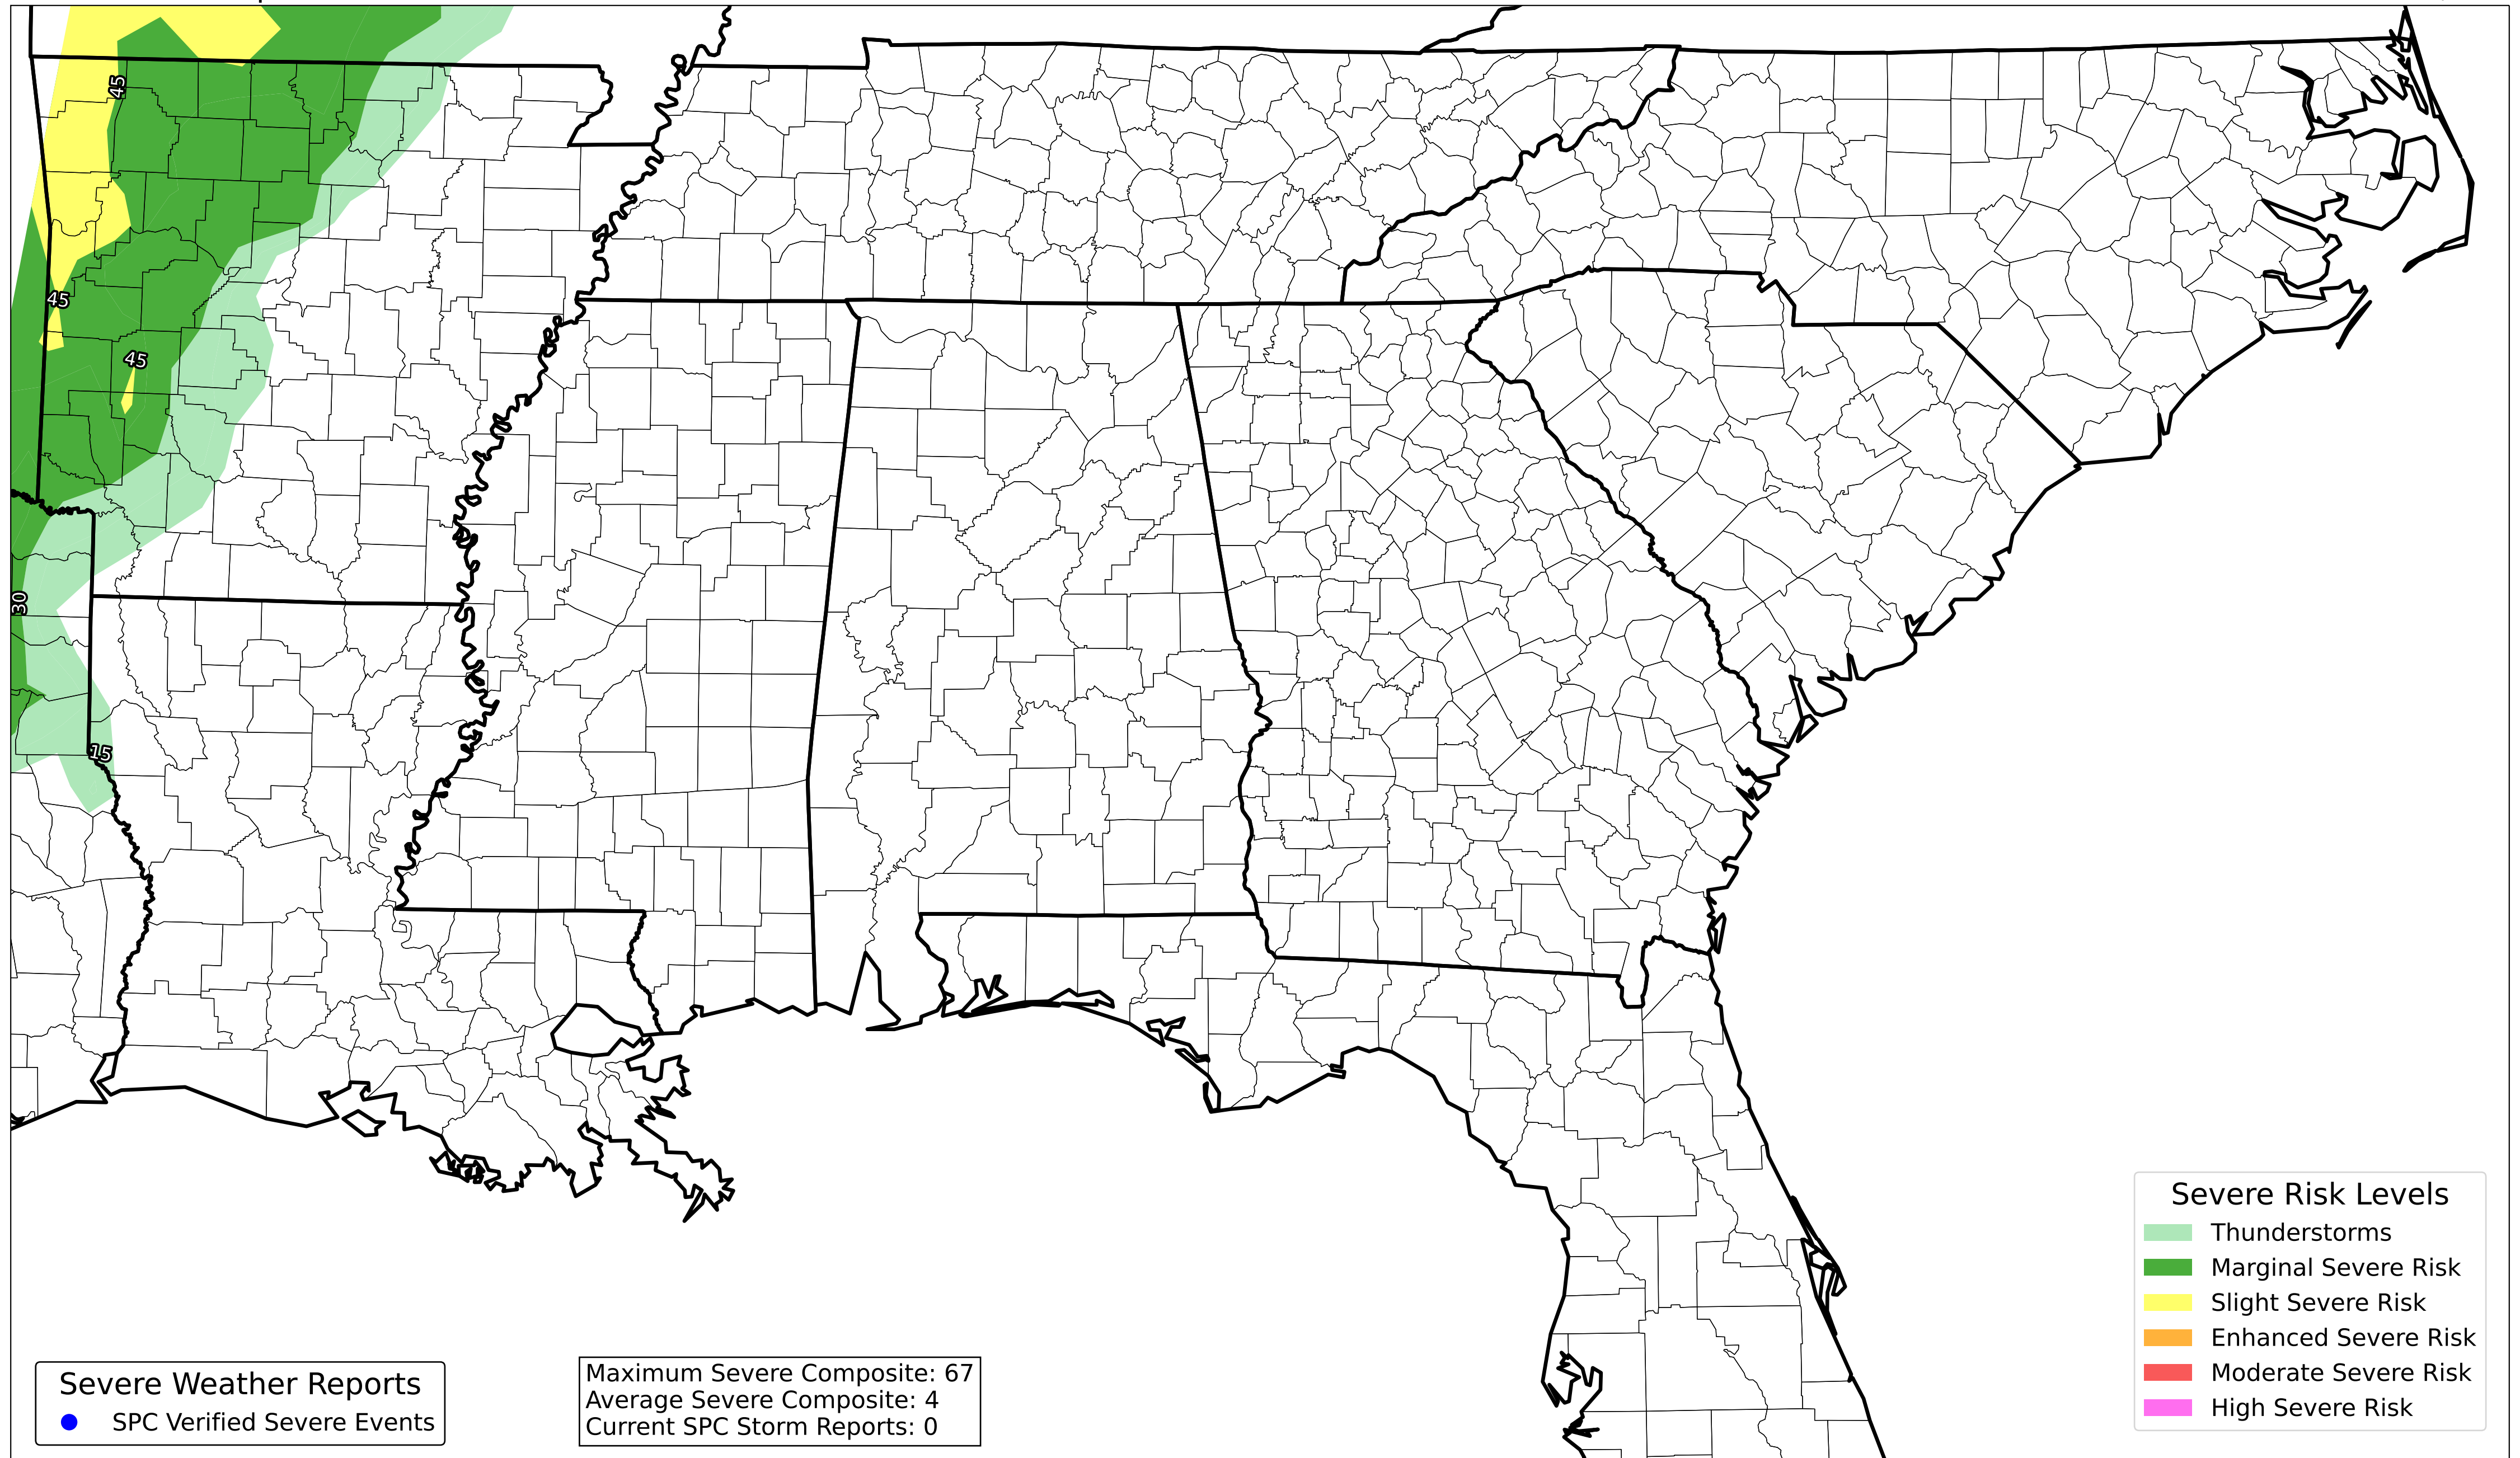 45
45
45
30
15
Severe Risk Levels
Thunderstorms
Marginal Severe Risk
Slight Severe Risk
Enhanced Severe Risk
Moderate Severe Risk
High Severe Risk
Severe Weather Reports
SPC Verified Severe Events
Maximum Severe Composite: 67
Average Severe Composite: 4
Current SPC Storm Reports: 0